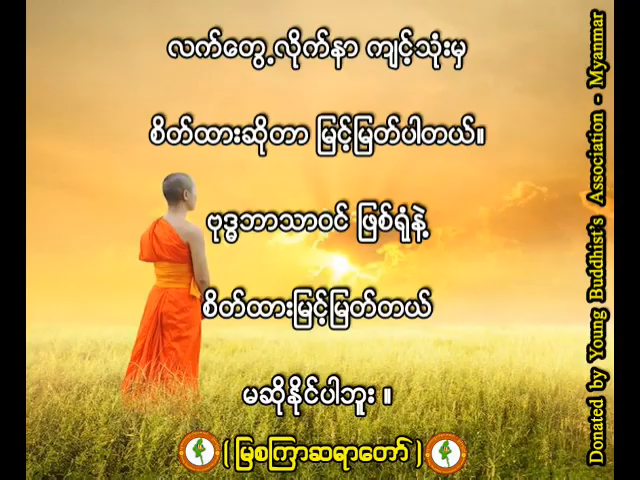 လက်တွေ့လိုက်နာ ကျင့်သုံးမှ
စိတ်ထားဆိုတာ မြင့်မြတ်ပါတယ်။
ဗုဒ္ဓဘာသာဝင် ဖြစ်ရုံနဲ့
စိတ်ထားမြင့်မြတ်တယ်
မဆိုနိုင်ပါဘူး ။
( မြစကြာဆရာတော် )
Donated by Young Buddhist's Association - Myanmar